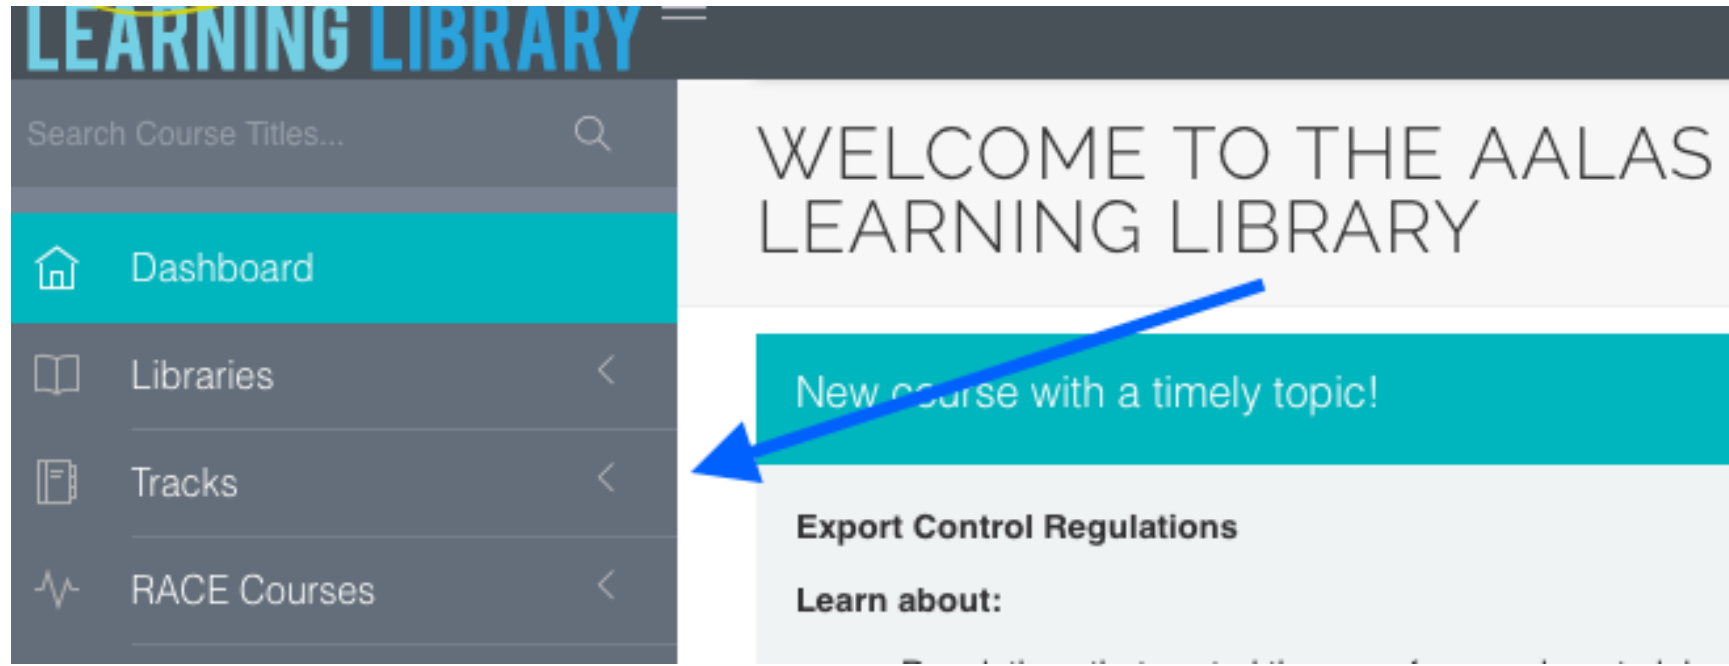 LEARNING LIBRARY
Search Course Titles...
Dashboard
Libraries
Tracks
RACE Courses
WELCOME TO THE AALAS
LEARNING LIBRARY
New course with a timely topic!
Export Control Regulations
Learn about: